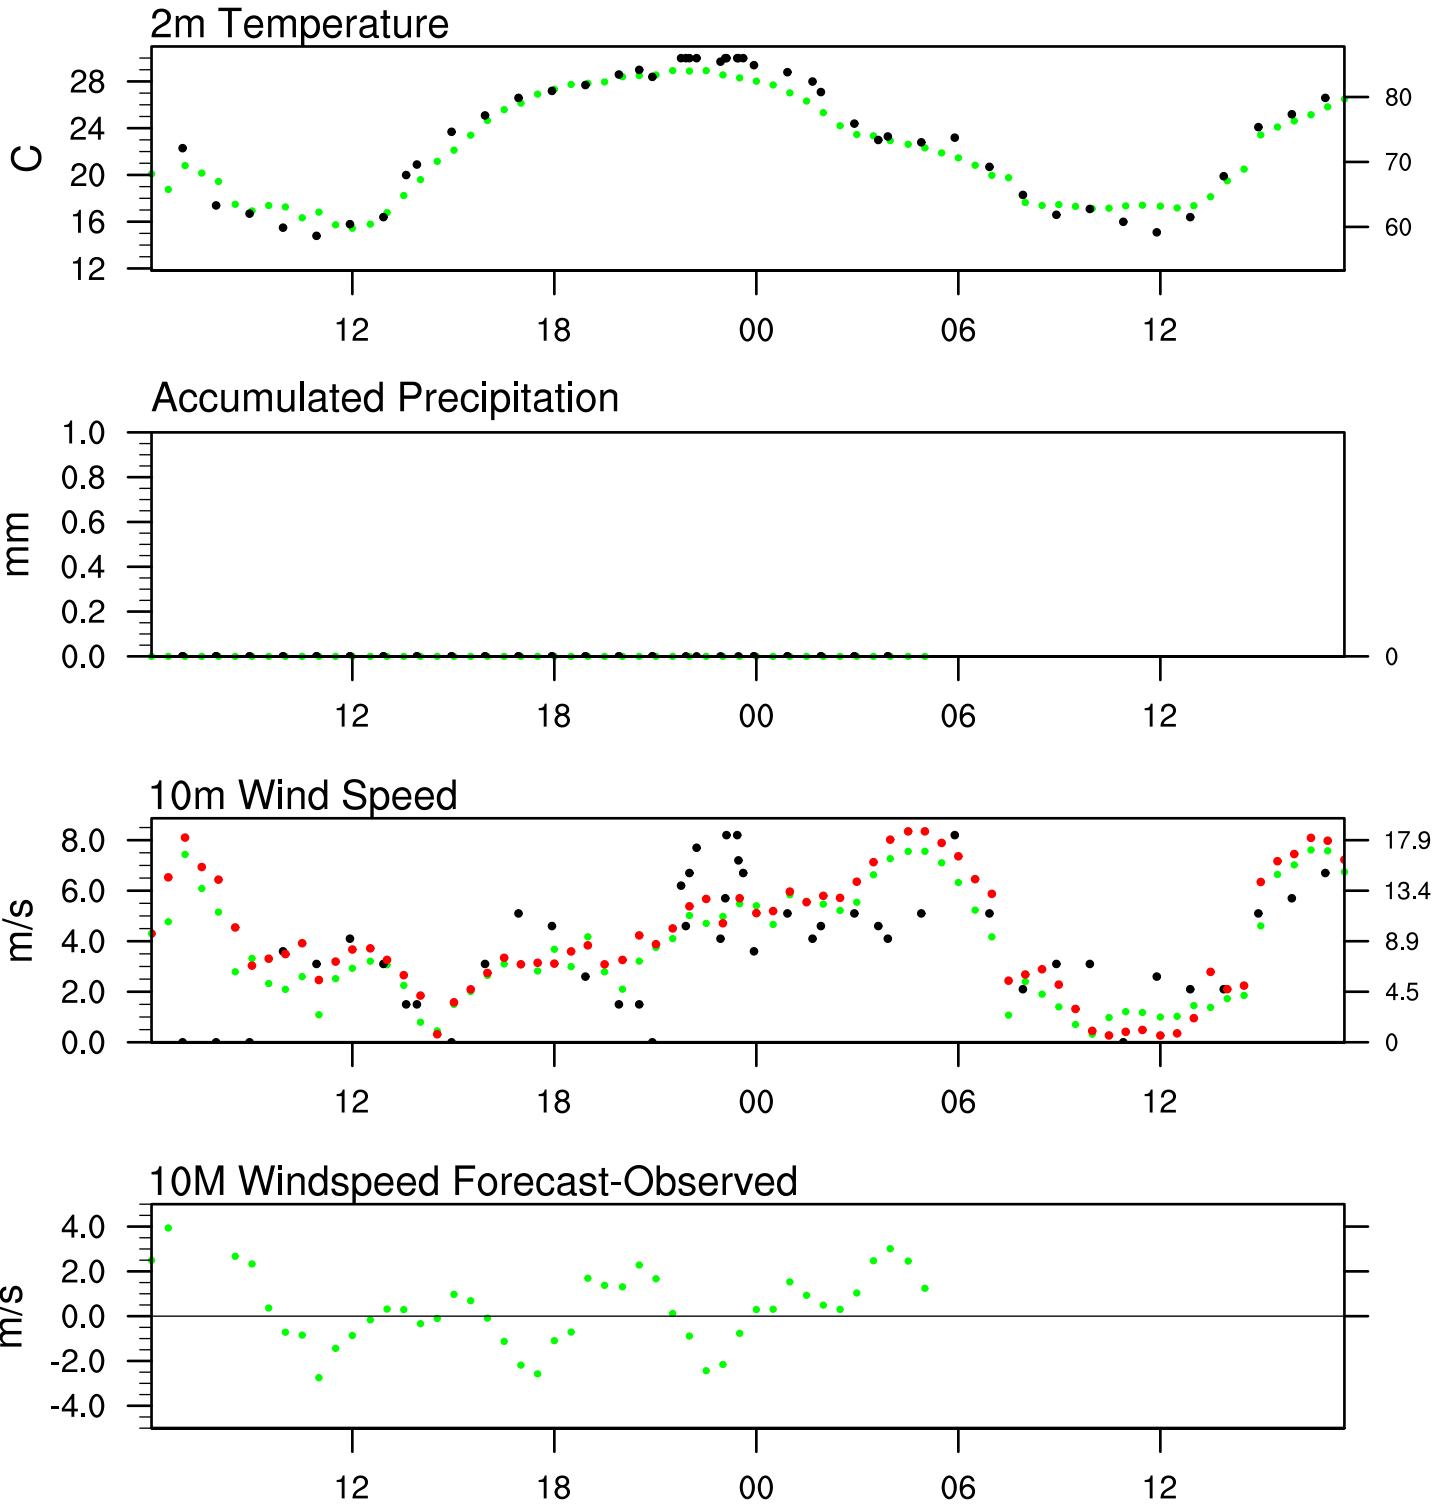 2m Temperature
C
28
24
20
16
12
80
70
60
12 18 00 06 12
Accumulated Precipitation
mm
1.0
0.8
0.6
0.4
0.2
0.0
0
12 18 00 06 12
10m Wind Speed
m/s
8.0
6.0
4.0
2.0
0.0
17.9
13.4
8.9
4.5
0
12 18 00 06 12
10M Windspeed Forecast-Observed
m/s
4.0
2.0
0.0
-2.0
-4.0
12 18 00 06 12